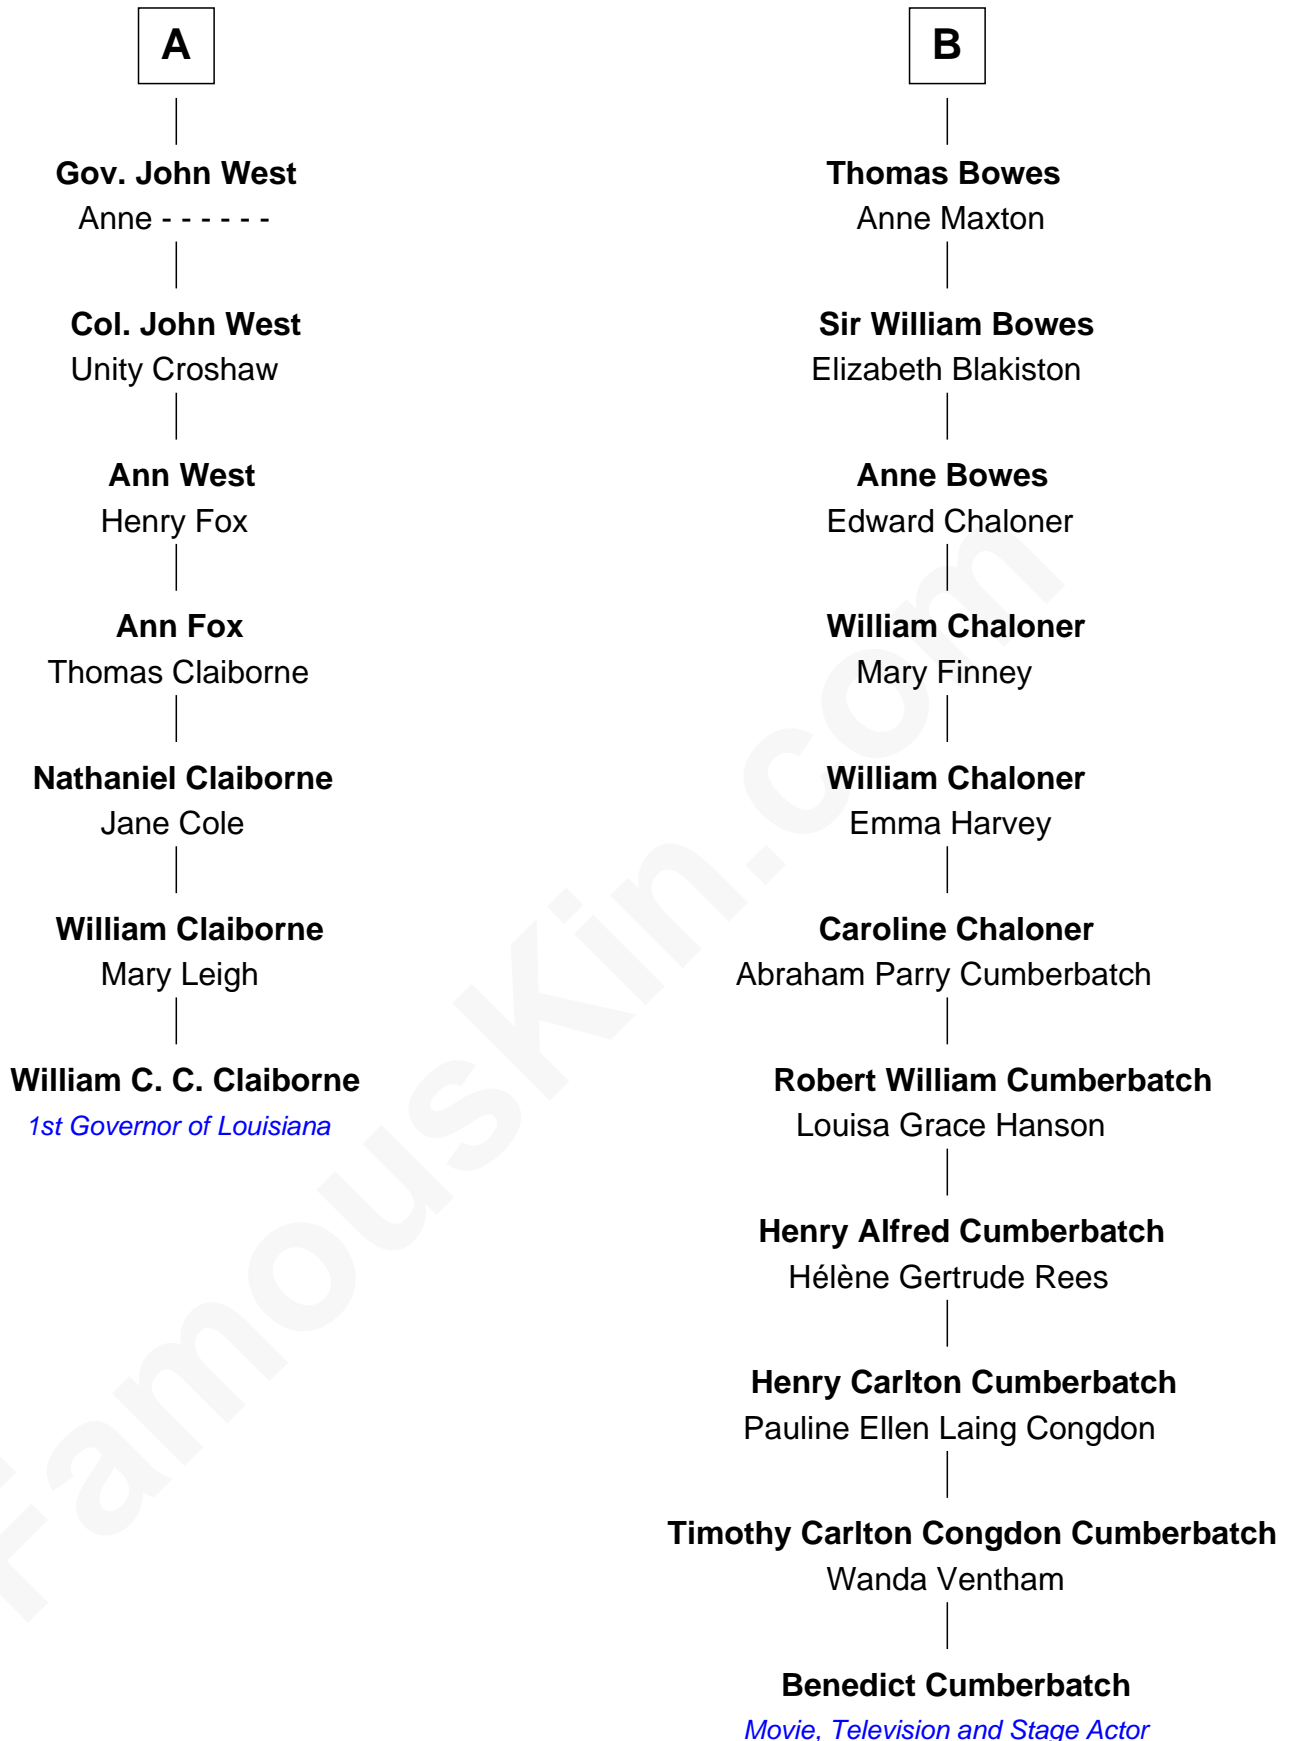 A
Gov. John West
Anne - - - - - -
Col. John West
Unity Croshaw
Ann West
Henry Fox
Ann Fox
Thomas Claiborne
Nathaniel Claiborne
Jane Cole
William Claiborne
Mary Leigh
William C. C. Claiborne
1st Governor of Louisiana
B
Thomas Bowes
Anne Maxton
Sir William Bowes
Elizabeth Blakiston
Anne Bowes
Edward Chaloner
William Chaloner
Mary Finney
William Chaloner
Emma Harvey
Caroline Chaloner
Abraham Parry Cumberbatch
Robert William Cumberbatch
Louisa Grace Hanson
Henry Alfred Cumberbatch
Hélène Gertrude Rees
Henry Carlton Cumberbatch
Pauline Ellen Laing Congdon
Timothy Carlton Congdon Cumberbatch
Wanda Ventham
Benedict Cumberbatch
Movie, Television and Stage Actor
FamousKin.com